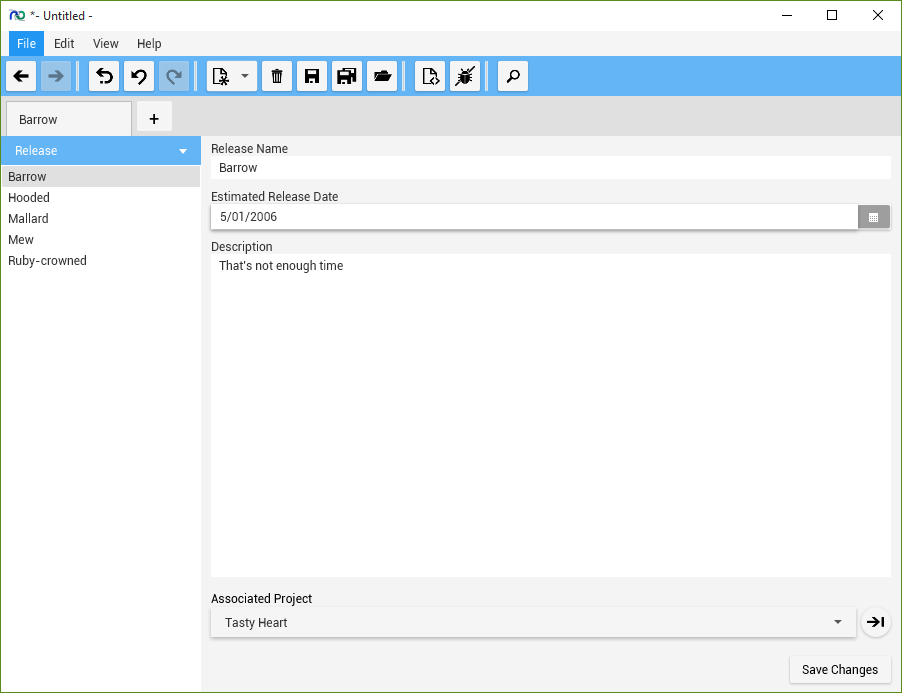 *- Untitled -
File Edit View Help
Barrow +
Release
Barrow
Hooded
Mallard
Mew
Ruby-crowned
Release Name
Barrow
Estimated Release Date
5/01/2006
Description
That's not enough time
Associated Project
Tasty Heart
Save Changes